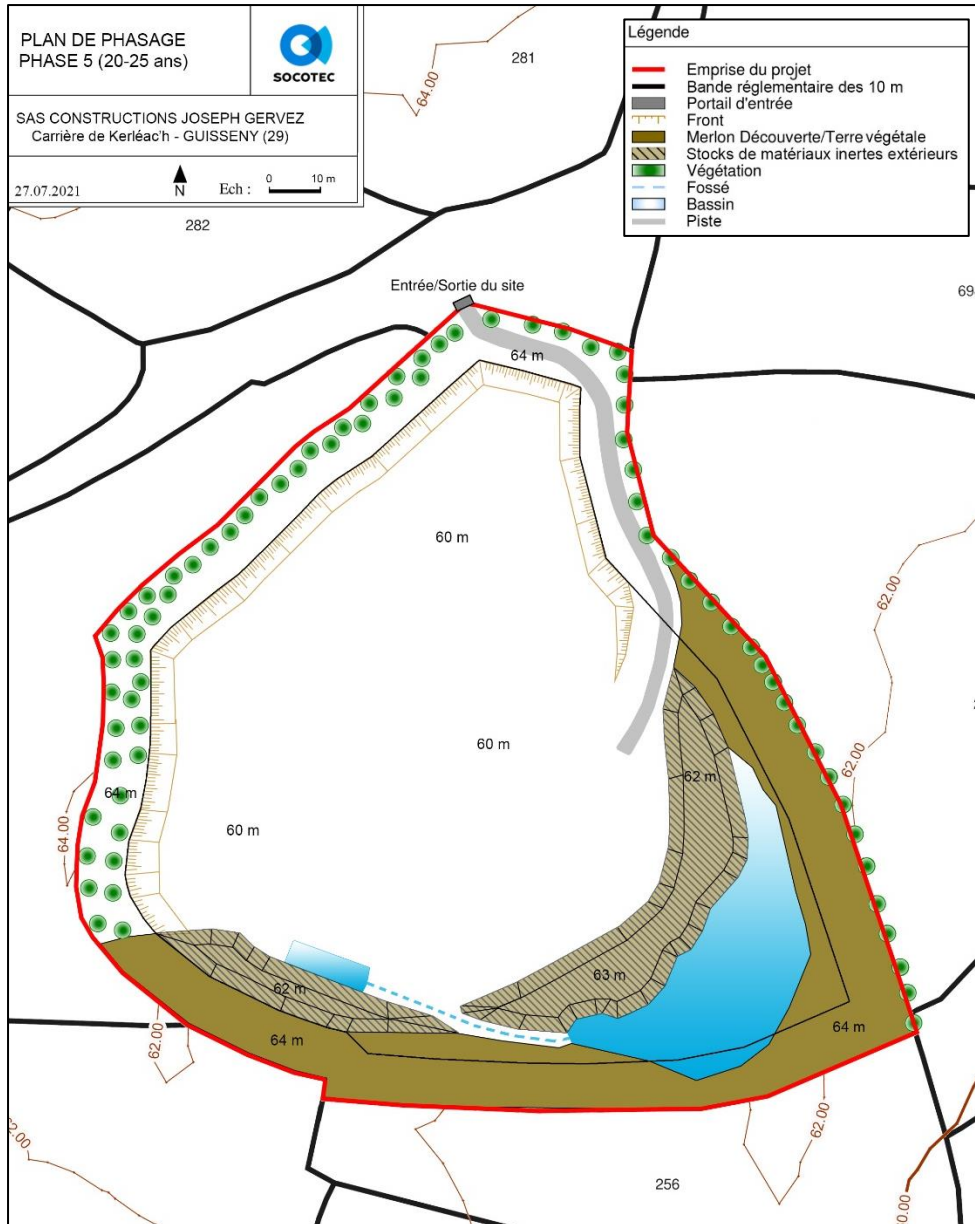 PLAN DE PHASAGE
PHASE 5 (20-25 ans)
SOCOTEC
SAS CONSTRUCTIONS JOSEPH GERVEZ
Carrière de Kerléac'h - GUISSENY (29)
27.07.2021
N
Ech :
0
10 m
Légende
Emprise du projet
Bande réglementaire des 10 m
Portail d'entrée
Front
Merlon Découverte/Terre végétale
Stocks de matériaux inertes extérieurs
Végétation
Fossé
Bassin
Piste
64.00
281
282
69
Entrée/Sortie du site
64 m
60 m
62.00
60 m
62 m
62.00
64 m
64.00
60 m
63 m
62 m
64 m
64 m
62.00
62.00
256